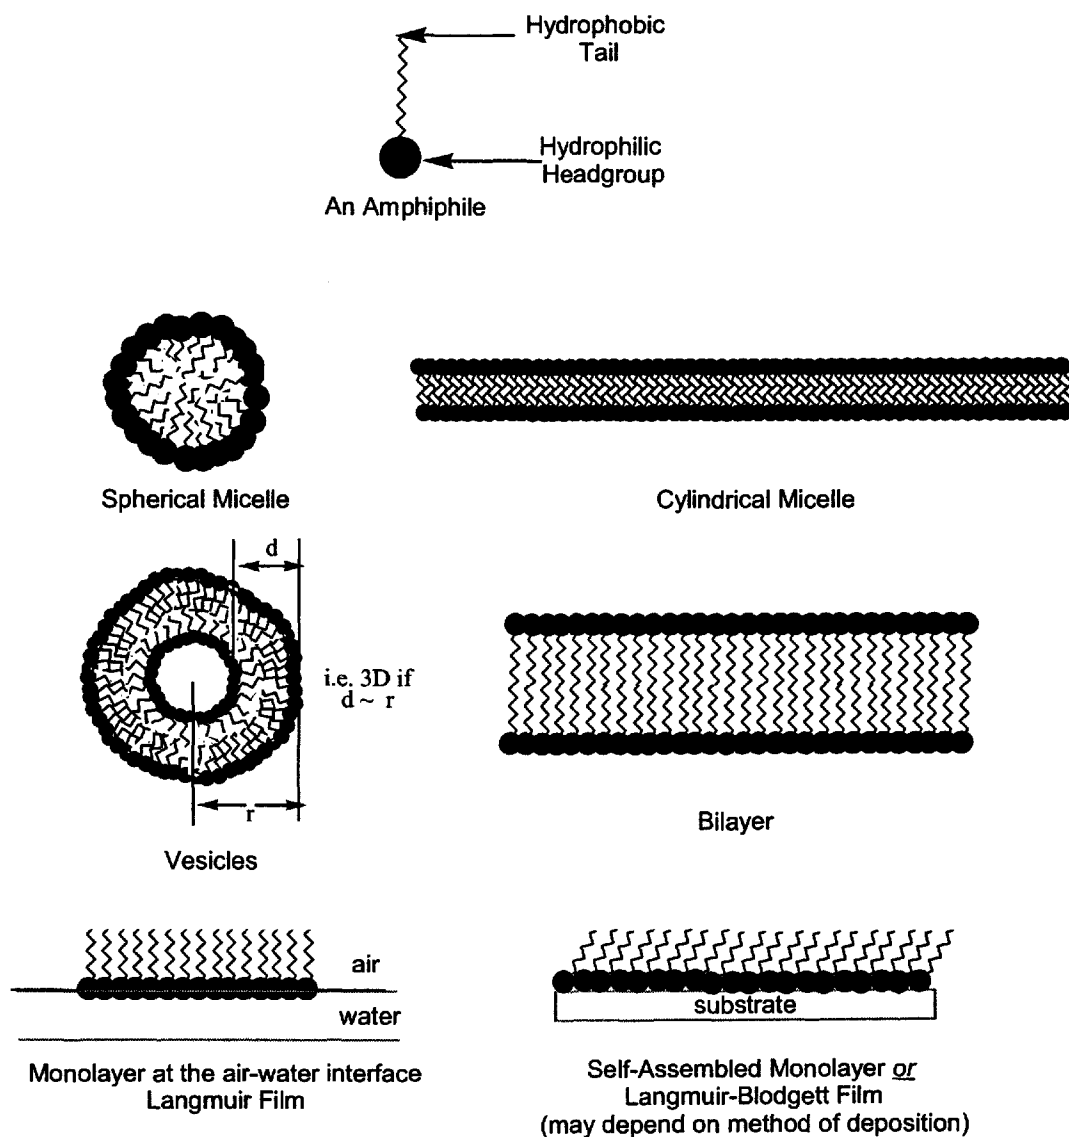 Hydrophobic
Tail
Hydrophilic
Headgroup
An Amphiphile
Spherical Micelle
Cylindrical Micelle
d
i.e. 3D if
d ~ r
r
Vesicles
Bilayer
air
water
Monolayer at the air-water interface
Langmuir Film
substrate
Self-Assembled Monolayer or
Langmuir-Blodgett Film
(may depend on method of deposition)